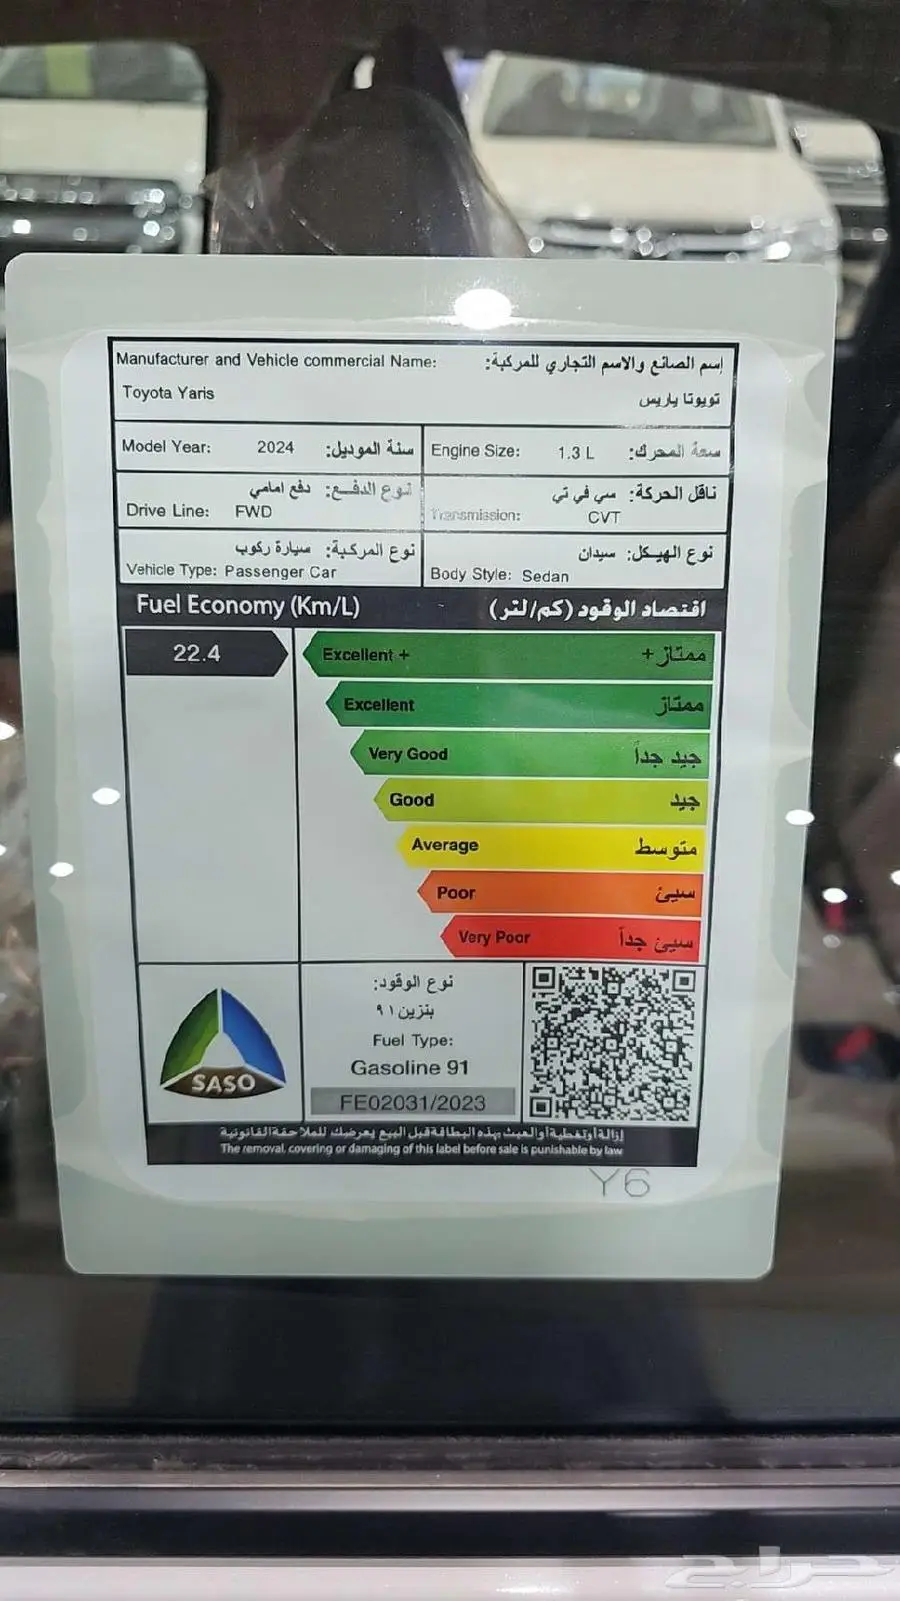 Manufacturer and Vehicle commercial Name: إسم الصانع والاسم التجاري للمركبة:
Toyota Yaris تويوتا ياريس
Model Year: 2024 سنة الموديل: Engine Size: 1.3 L سعة المحرك:
نوع الدفع: دفع امامي
Drive Line: FWD
ناقل الحركة: سي في تي
Transmission: CVT
نوع المركبة: سيارة ركوب
Vehicle Type: Passenger Car
نوع الهيكل: سيدان
Body Style: Sedan
Fuel Economy (Km/L) اقتصاد الوقود (كم/لتر)
22.4 Excellent + ممتاز +
Excellent ممتاز
Very Good جيد جداً
Good جيد
Average متوسط
Poor سيئ
Very Poor سيئ جداً
SASO
نوع الوقود:
بنزين ٩١
Fuel Type:
Gasoline 91
FE02031/2023
إزالة أو تغطية أو العبث بهذه البطاقة قبل البيع يعرضك للملاحقة القانونية
The removal, covering or damaging of this label before sale is punishable by law
Y6
حراج